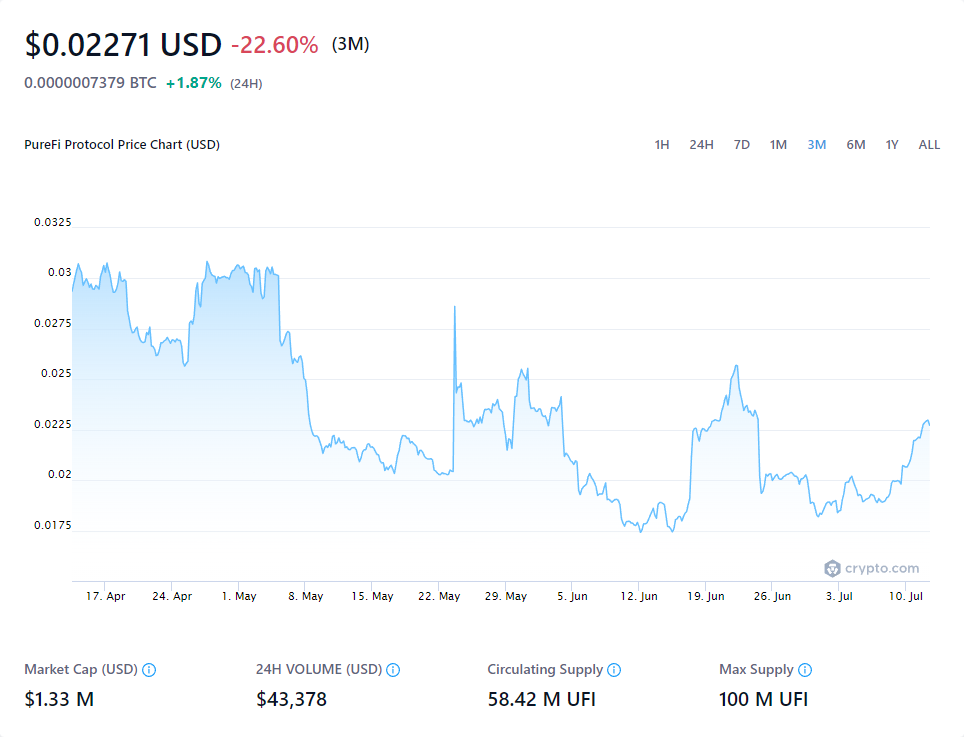 $0.02271 USD -22.60% (3M)
0.0000007379 BTC +1.87% (24H)
PureFi Protocol Price Chart (USD) 1H 24H 7D 1M 3M 6M 1Y ALL
0.0325
0.03
0.0275
0.025
0.0225
0.02
0.0175
crypto.com
17. Apr 24. Apr 1. May 8. May 15. May 22. May 29. May 5. Jun 12. Jun 19. Jun 26. Jun 3. Jul 10. Jul
Market Cap (USD) 24H VOLUME (USD) Circulating Supply Max Supply
$1.33 M $43,378 58.42 M UFI 100 M UFI